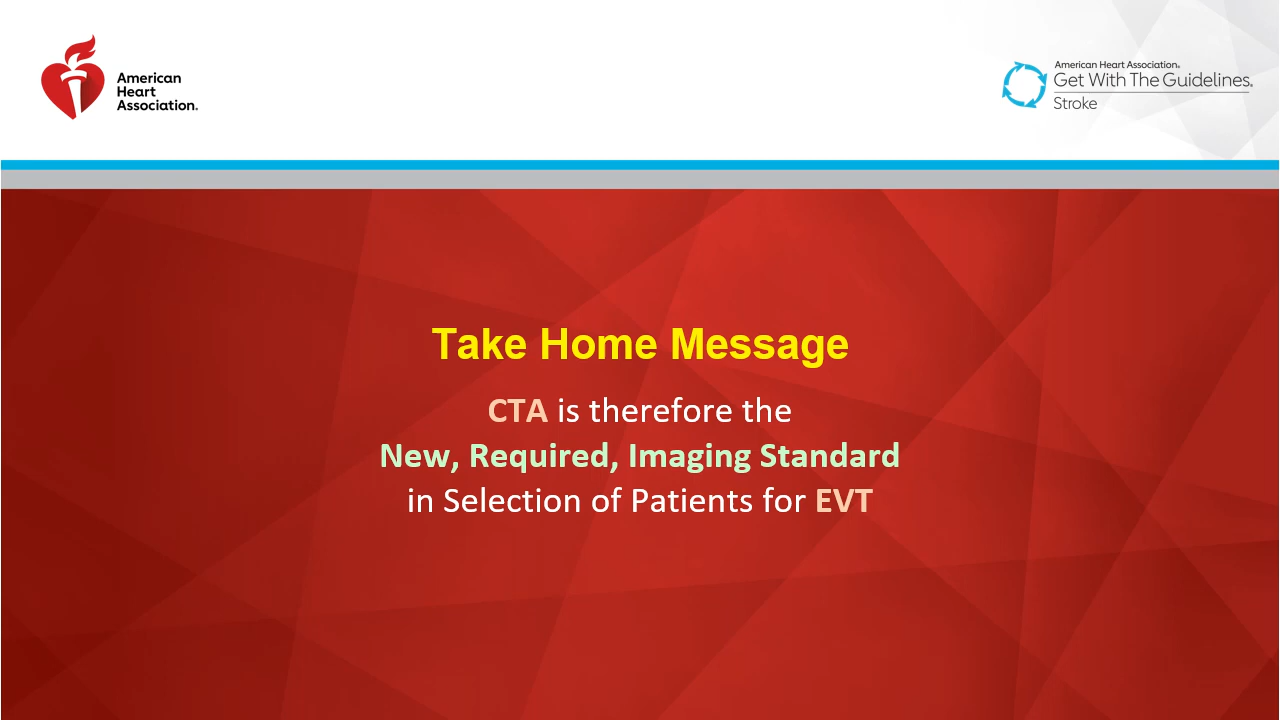 American
Heart
Association.
American Heart Association.
Get With The Guidelines.
Stroke
Take Home Message
CTA is therefore the
New, Required, Imaging Standard
in Selection of Patients for EVT